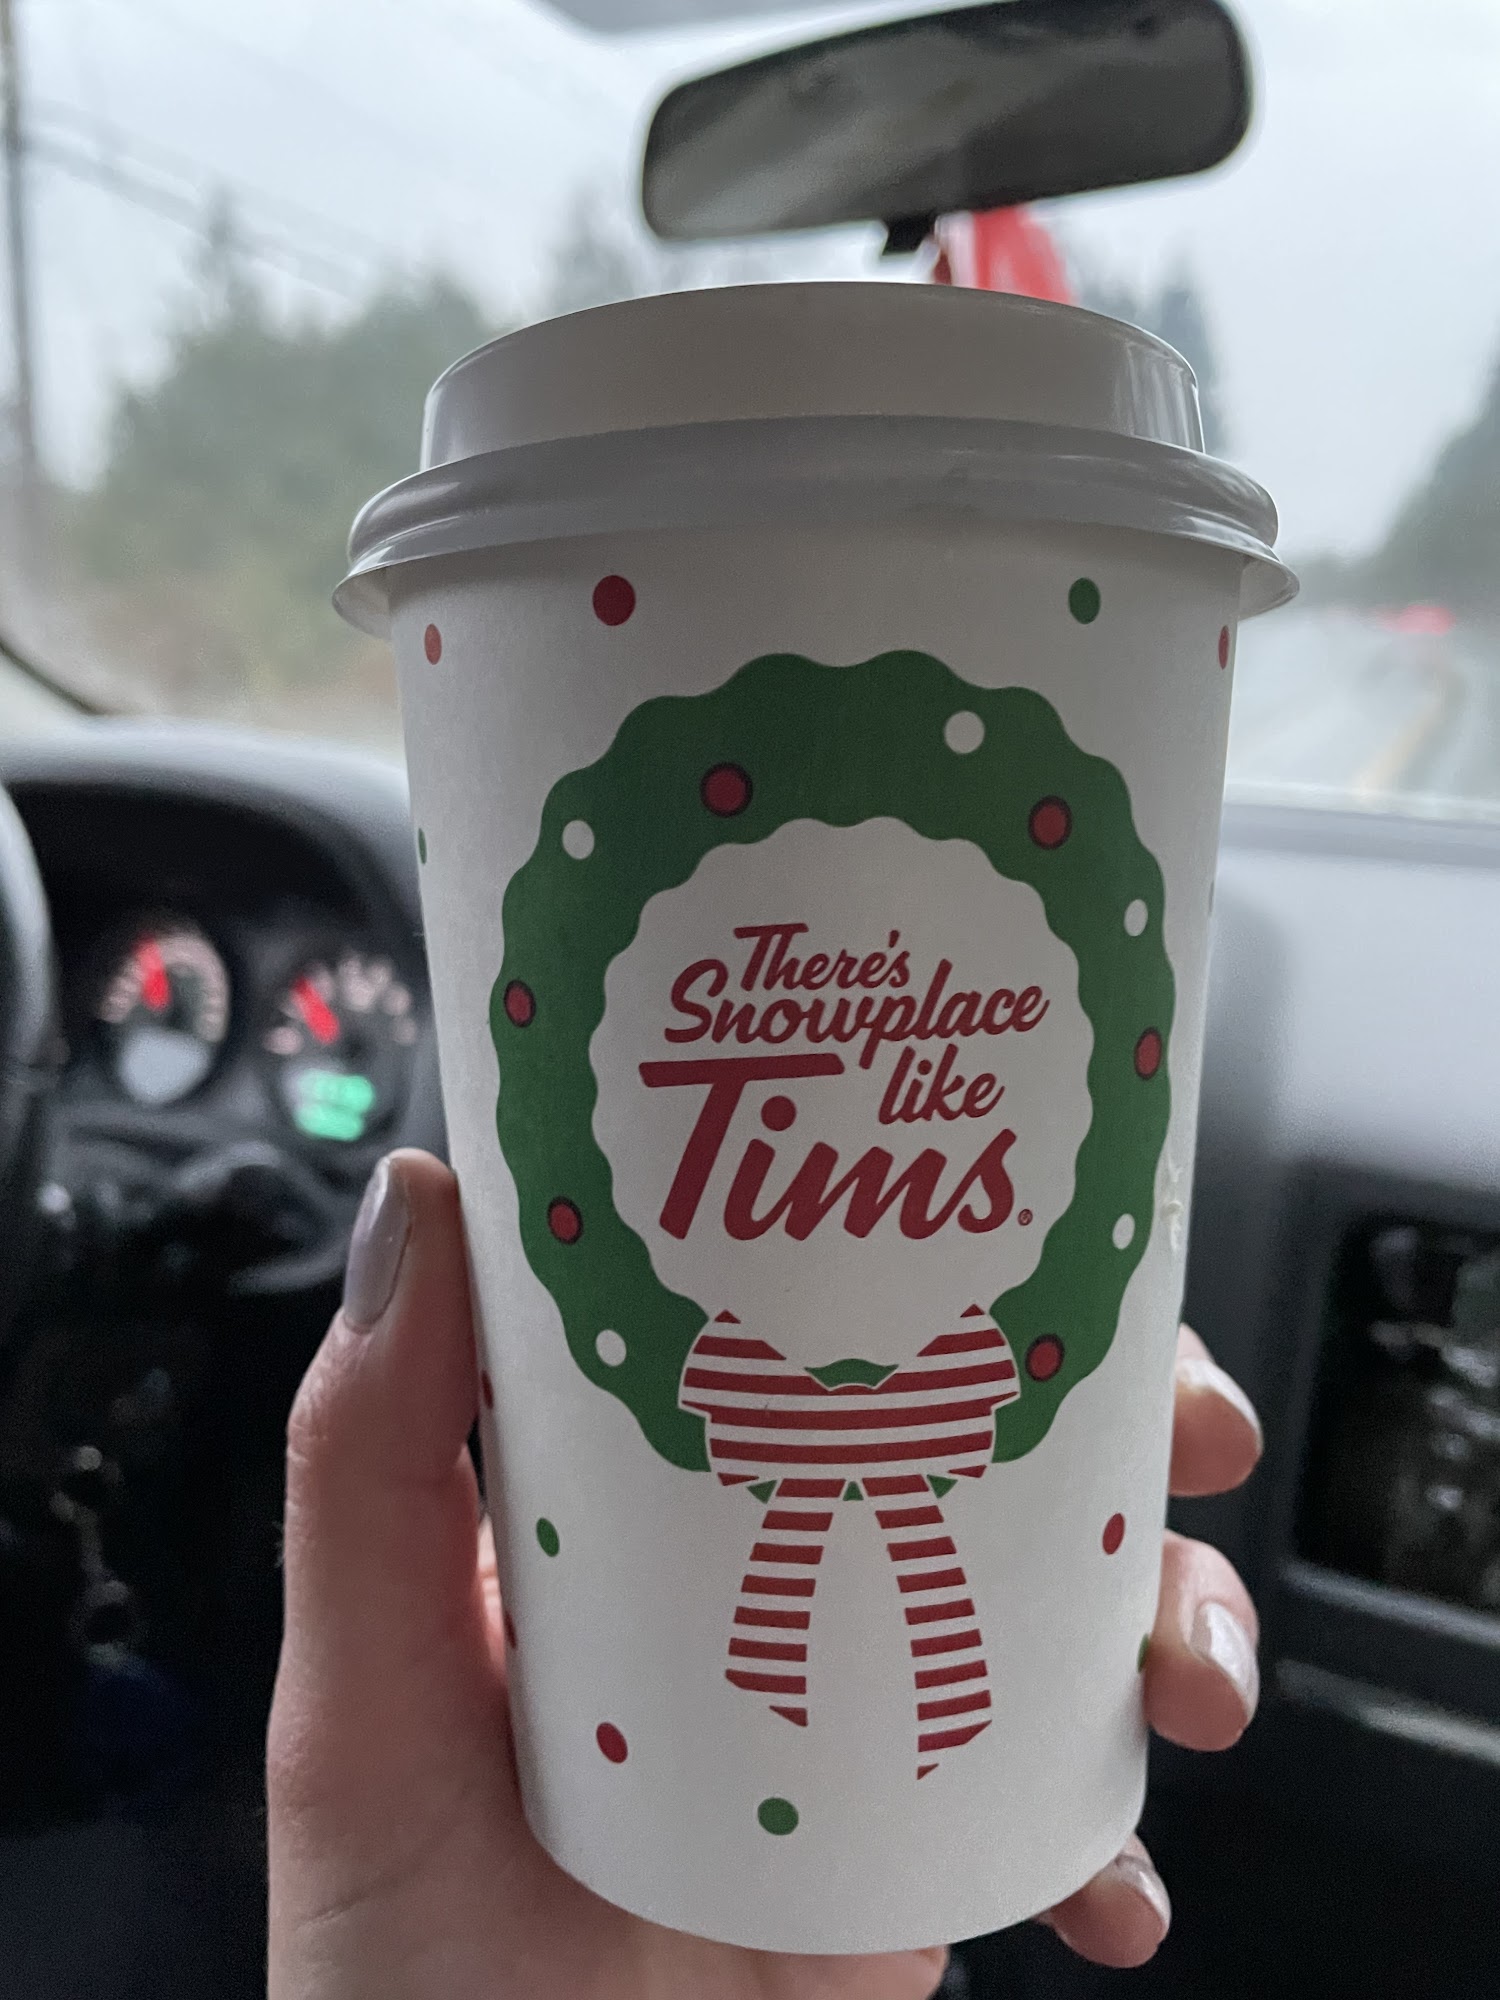 There's
Snowplace
like
Tims®